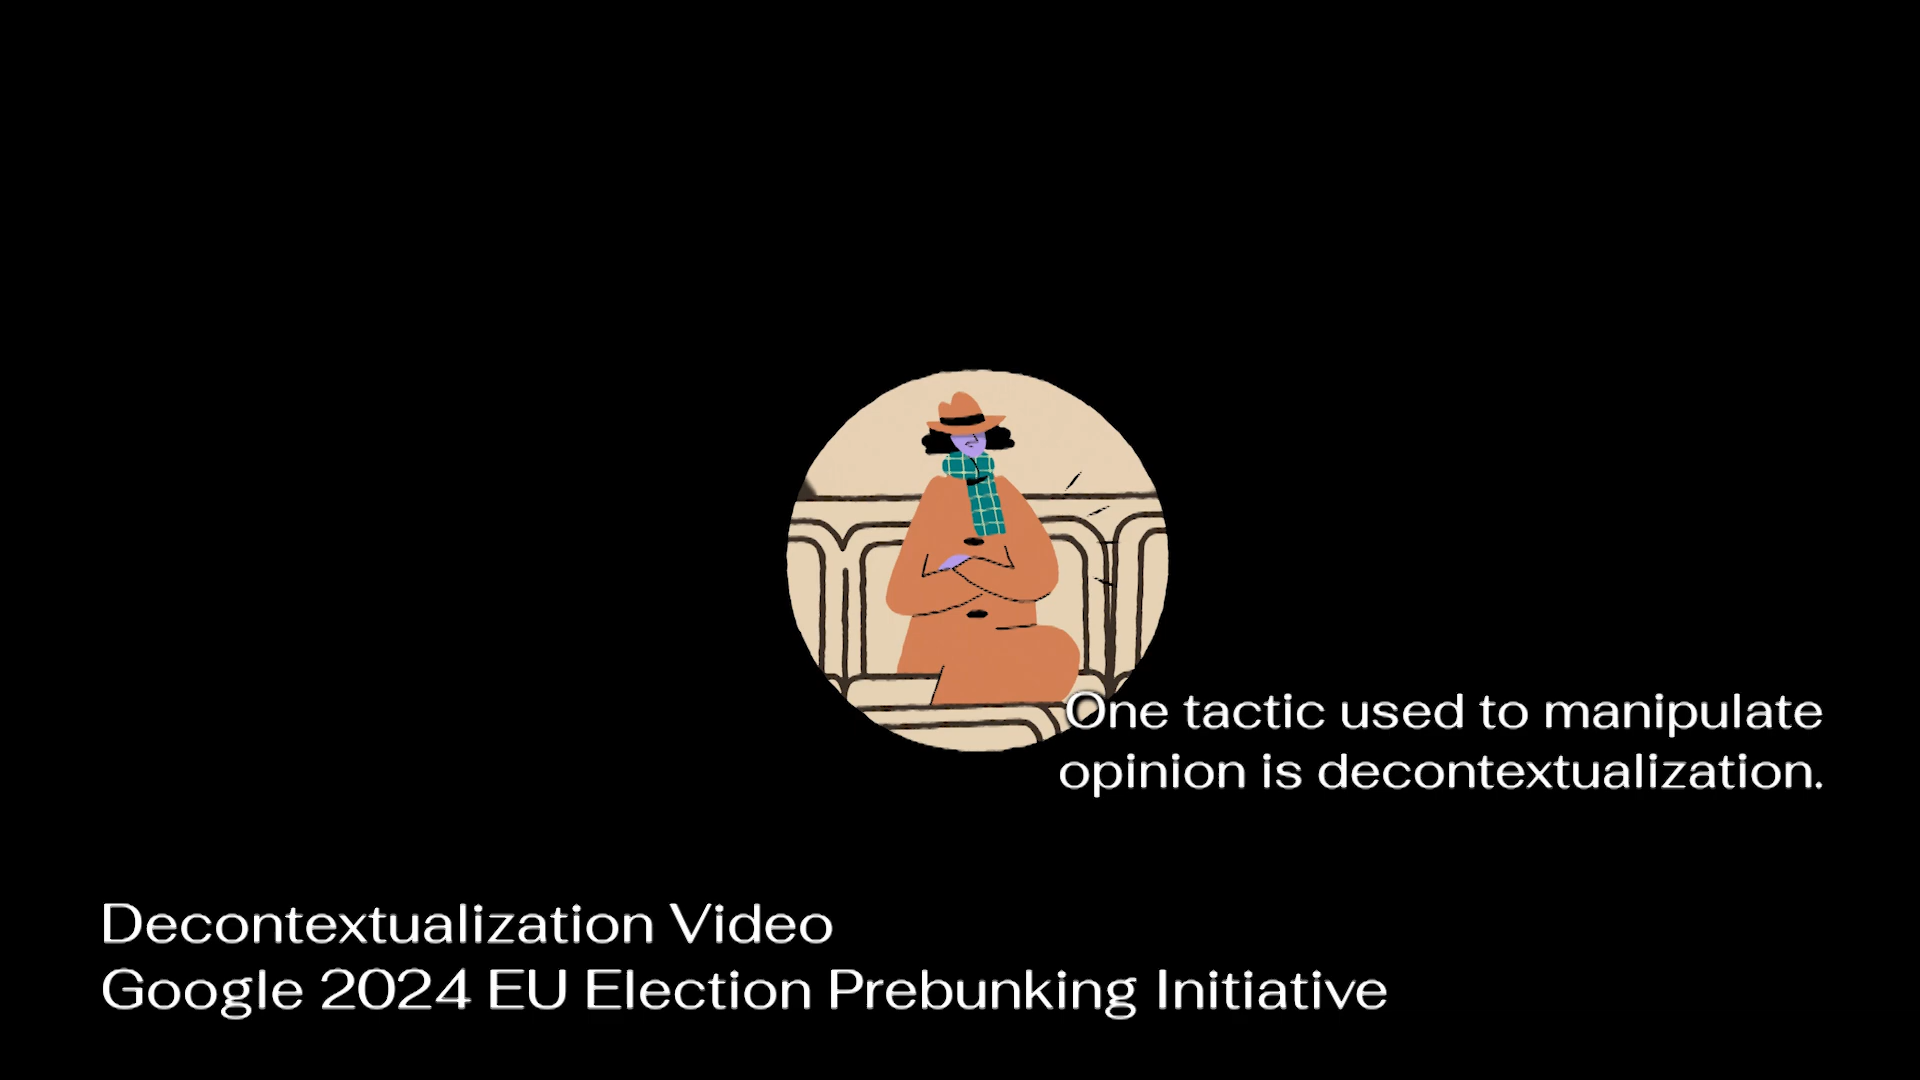 One tactic used to manipulate
opinion is decontextualization.
Decontextualization Video
Google 2024 EU Election Prebunking Initiative